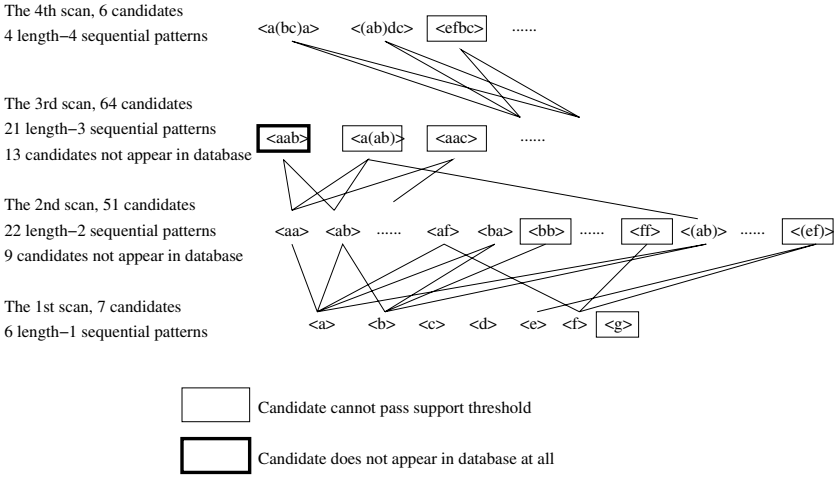 The 4th scan, 6 candidates
4 length−4 sequential patterns
<a(bc)a> <(ab)dc> <efbc> ......
The 3rd scan, 64 candidates
21 length−3 sequential patterns
13 candidates not appear in database
<aab> <a(ab)> <aac> ......
The 2nd scan, 51 candidates
22 length−2 sequential patterns
9 candidates not appear in database
<aa> <ab> ...... <af> <ba> <bb> ...... <ff> <(ab)> ...... <(ef)>
The 1st scan, 7 candidates
6 length−1 sequential patterns
<a> <b> <c> <d> <e> <f> <g>
Candidate cannot pass support threshold
Candidate does not appear in database at all